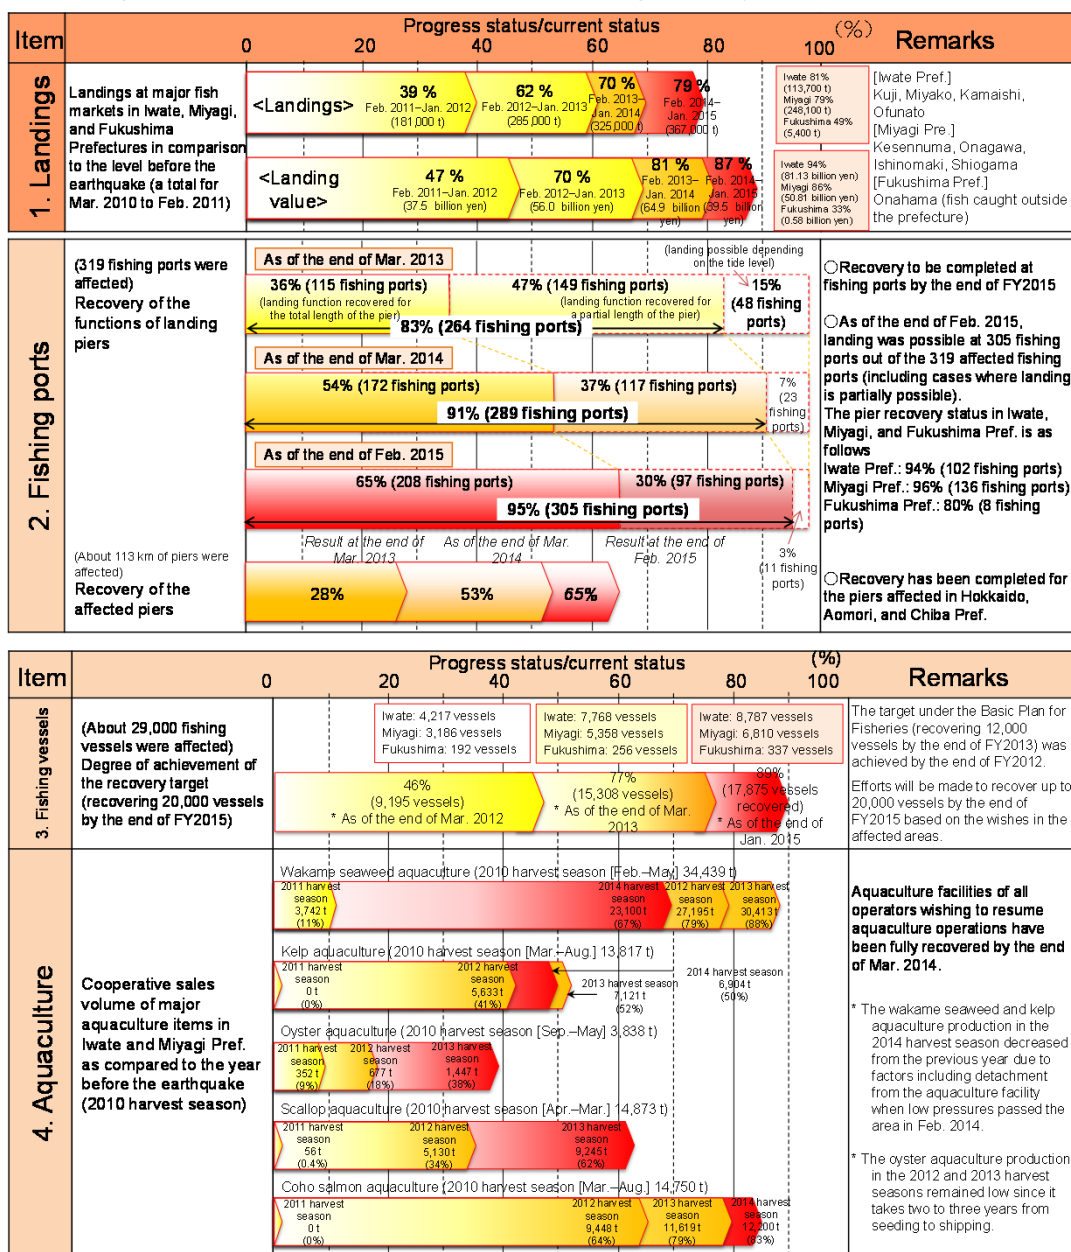 Item
Progress status/current status
(%)
Remarks
0
20
40
60
80
100
1. Landings
Landings at major fish
markets in Iwate, Miyagi,
and Fukushima
Prefectures in comparison
to the level before the
earthquake (a total for
Mar. 2010 to Feb. 2011)
<Landings>
39 %
Feb. 2011–Jan. 2012
(181,000 t)
62 %
Feb. 2012–Jan. 2013
(285,000 t)
70 %
Feb. 2013–
Jan. 2014
(325,000 t)
79 %
Feb. 2014–
Jan. 2015
(367,000 t)
Iwate 81%
(113,700 t)
Miyagi 79%
(248,100 t)
Fukushima 49%
(5,400 t)
<Landing
value>
47 %
Feb. 2011–Jan. 2012
(37.5 billion yen)
70 %
Feb. 2012–Jan. 2013
(56.0 billion yen)
81 %
Feb. 2013–
Jan. 2014
(64.9 billion
yen)
87 %
Feb. 2014–
Jan. 2015
(39.5 billion
yen)
Iwate 94%
(81.13 billion yen)
Miyagi 86%
(50.81 billion yen)
Fukushima 33%
(0.58 billion yen)
[Iwate Pref.]
Kuji, Miyako, Kamaishi,
Ofunato
[Miyagi Pre.]
Kesennuma, Onagawa,
Ishinomaki, Shiogama
[Fukushima Pref.]
Onahama (fish caught outside
the prefecture)
2. Fishing ports
(319 fishing ports were
affected)
Recovery of the
functions of landing
piers
As of the end of Mar. 2013
(landing possible depending
on the tide level)
36% (115 fishing ports)
(landing function recovered for
the total length of the pier)
47% (149 fishing ports)
(landing function recovered for
a partial length of the pier)
15%
(48 fishing
ports)
83% (264 fishing ports)
As of the end of Mar. 2014
54% (172 fishing ports)
37% (117 fishing ports)
7%
(23
fishing
ports)
91% (289 fishing ports)
As of the end of Feb. 2015
65% (208 fishing ports)
30% (97 fishing ports)
95% (305 fishing ports)
3%
(11 fishing
ports)
(About 113 km of piers were
affected)
Recovery of the
affected piers
Result at the end of
Mar. 2013
As of the end of Mar.
2014
Result at the end of
Feb. 2015
28%
53%
65%
○Recovery to be completed at
fishing ports by the end of FY2015
○As of the end of Feb. 2015,
landing was possible at 305 fishing
ports out of the 319 affected fishing
ports (including cases where landing
is partially possible).
The pier recovery status in Iwate,
Miyagi, and Fukushima Pref. is as
follows
Iwate Pref.: 94% (102 fishing ports)
Miyagi Pref.: 96% (136 fishing ports)
Fukushima Pref.: 80% (8 fishing
ports)
○Recovery has been completed for
the piers affected in Hokkaido,
Aomori, and Chiba Pref.
Item
Progress status/current status
(%)
Remarks
0
20
40
60
80
100
3. Fishing vessels
(About 29,000 fishing
vessels were affected)
Degree of achievement of
the recovery target
(recovering 20,000 vessels
by the end of FY2015)
Iwate: 4,217 vessels
Miyagi: 3,186 vessels
Fukushima: 192 vessels
Iwate: 7,768 vessels
Miyagi: 5,358 vessels
Fukushima: 256 vessels
Iwate: 8,787 vessels
Miyagi: 6,810 vessels
Fukushima: 337 vessels
46%
(9,195 vessels)
* As of the end of Mar. 2012
77%
(15,308 vessels)
* As of the end of Mar.
2013
89%
(17,875 vessels
recovered)
* As of the end of
Jan. 2015
The target under the Basic Plan for
Fisheries (recovering 12,000
vessels by the end of FY2013) was
achieved by the end of FY2012.
Efforts will be made to recover up to
20,000 vessels by the end of
FY2015 based on the wishes in the
affected areas.
4. Aquaculture
Cooperative sales
volume of major
aquaculture items in
Iwate and Miyagi Pref.
as compared to the year
before the earthquake
(2010 harvest season)
Wakame seaweed aquaculture (2010 harvest season [Feb.–May] 34,439 t)
2011 harvest
season
3,742 t
(11%)
2014 harvest
season
23,100 t
(67%)
2012 harvest
season
27,195 t
(79%)
2013 harvest
season
30,413 t
(88%)
Kelp aquaculture (2010 harvest season [Mar.–Aug.] 13,817 t)
2011 harvest
season
0 t
(0%)
2012 harvest
season
5,633 t
(41%)
2013 harvest season
7,121 t
(52%)
2014 harvest season
6,904 t
(50%)
Oyster aquaculture (2010 harvest season [Sep.–May] 3,838 t)
2011 harvest
season
352 t
(9%)
2012 harvest
season
677 t
(18%)
2013 harvest
season
1,447 t
(38%)
Scallop aquaculture (2010 harvest season [Apr.–Mar.] 14,873 t)
2011 harvest
season
56 t
(0.4%)
2012 harvest
season
5,130 t
(34%)
2013 harvest
season
9,245 t
(62%)
Coho salmon aquaculture (2010 harvest season [Mar.–Aug.] 14,750 t)
2011 harvest
season
0 t
(0%)
2012 harvest
season
9,448 t
(64%)
2013 harvest
season
11,619 t
(79%)
2014 harvest
season
12,200 t
(83%)
Aquaculture facilities of all
operators wishing to resume
aquaculture operations have
been fully recovered by the end
of Mar. 2014.
* The wakame seaweed and kelp
aquaculture production in the
2014 harvest season decreased
from the previous year due to
factors including detachment
from the aquaculture facility
when low pressures passed the
area in Feb. 2014.
* The oyster aquaculture production
in the 2012 and 2013 harvest
seasons remained low since it
takes two to three years from
seeding to shipping.